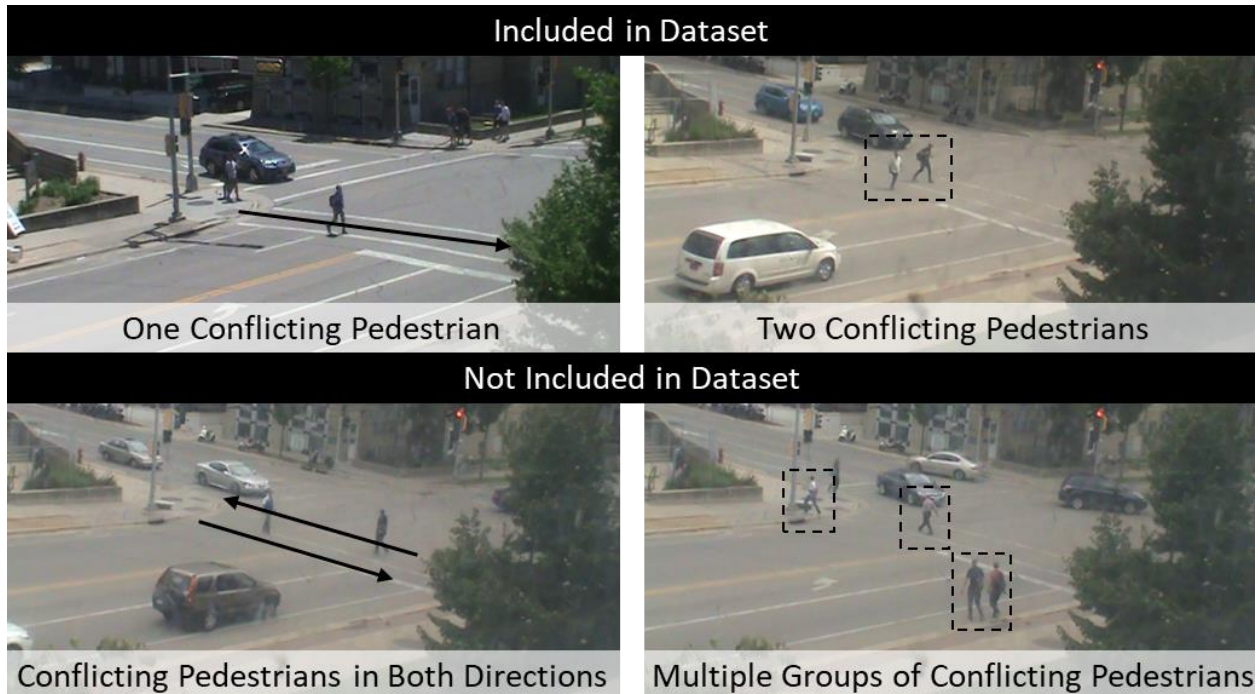 Included in Dataset
One Conflicting Pedestrian
Two Conflicting Pedestrians
Not Included in Dataset
Conflicting Pedestrians in Both Directions
Multiple Groups of Conflicting Pedestrians